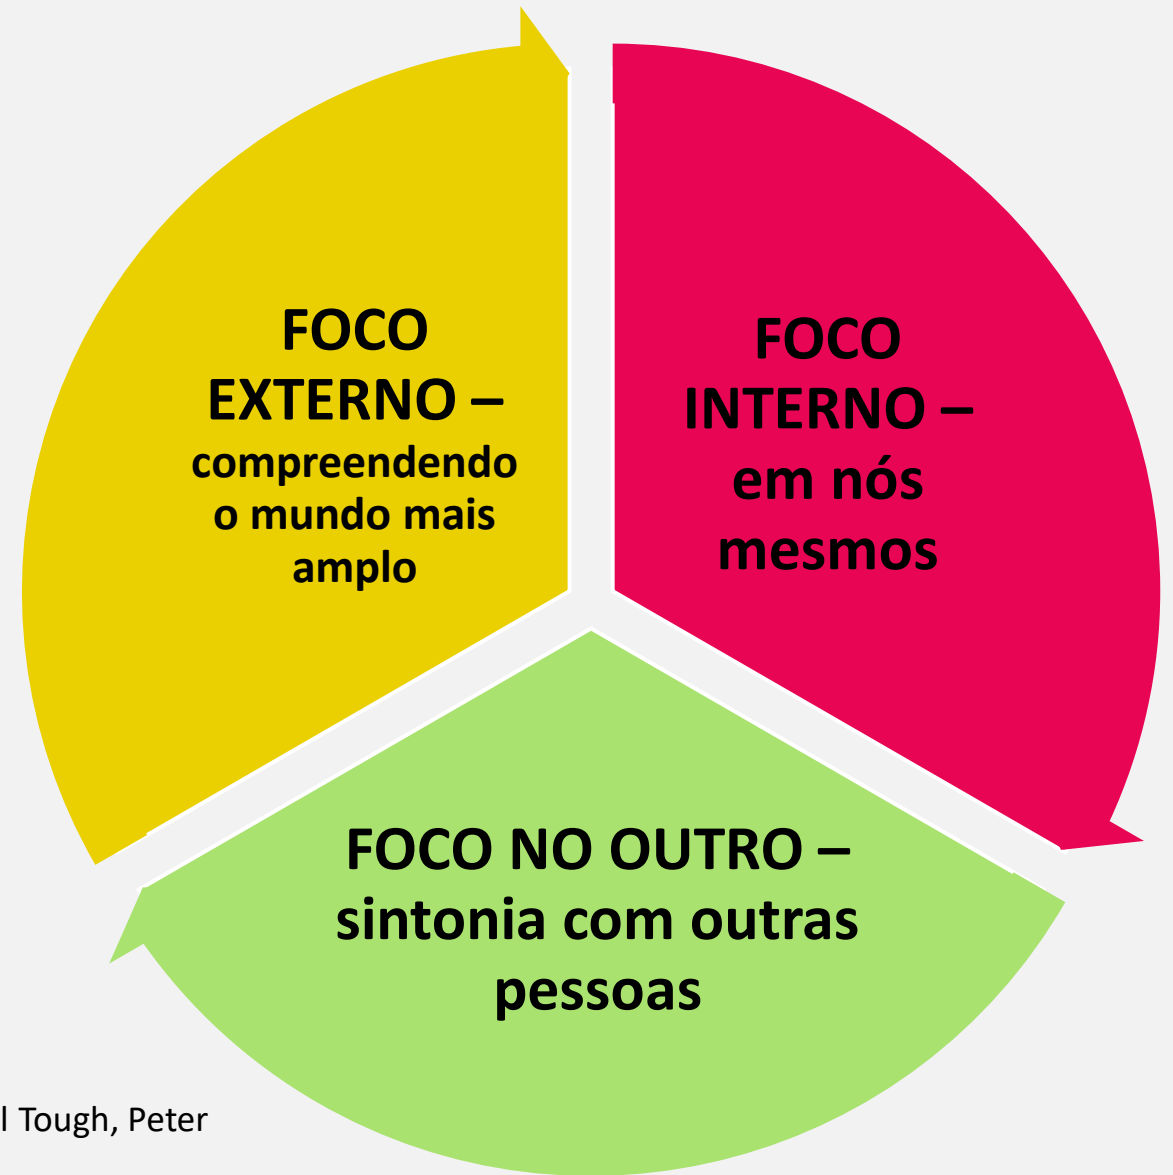 FOCO
EXTERNO –
compreendendo
o mundo mais
amplo
FOCO
INTERNO –
em nós
mesmos
FOCO NO OUTRO –
sintonia com outras
pessoas
l Tough, Peter